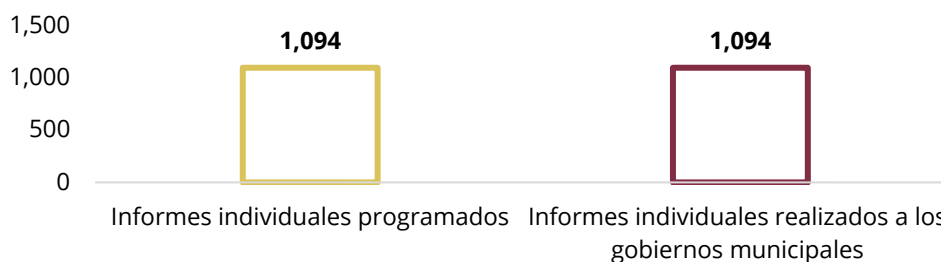 1,500
1,094 1,094
1,000
500
0
Informes individuales programados Informes individuales realizados a los
gobiernos municipales